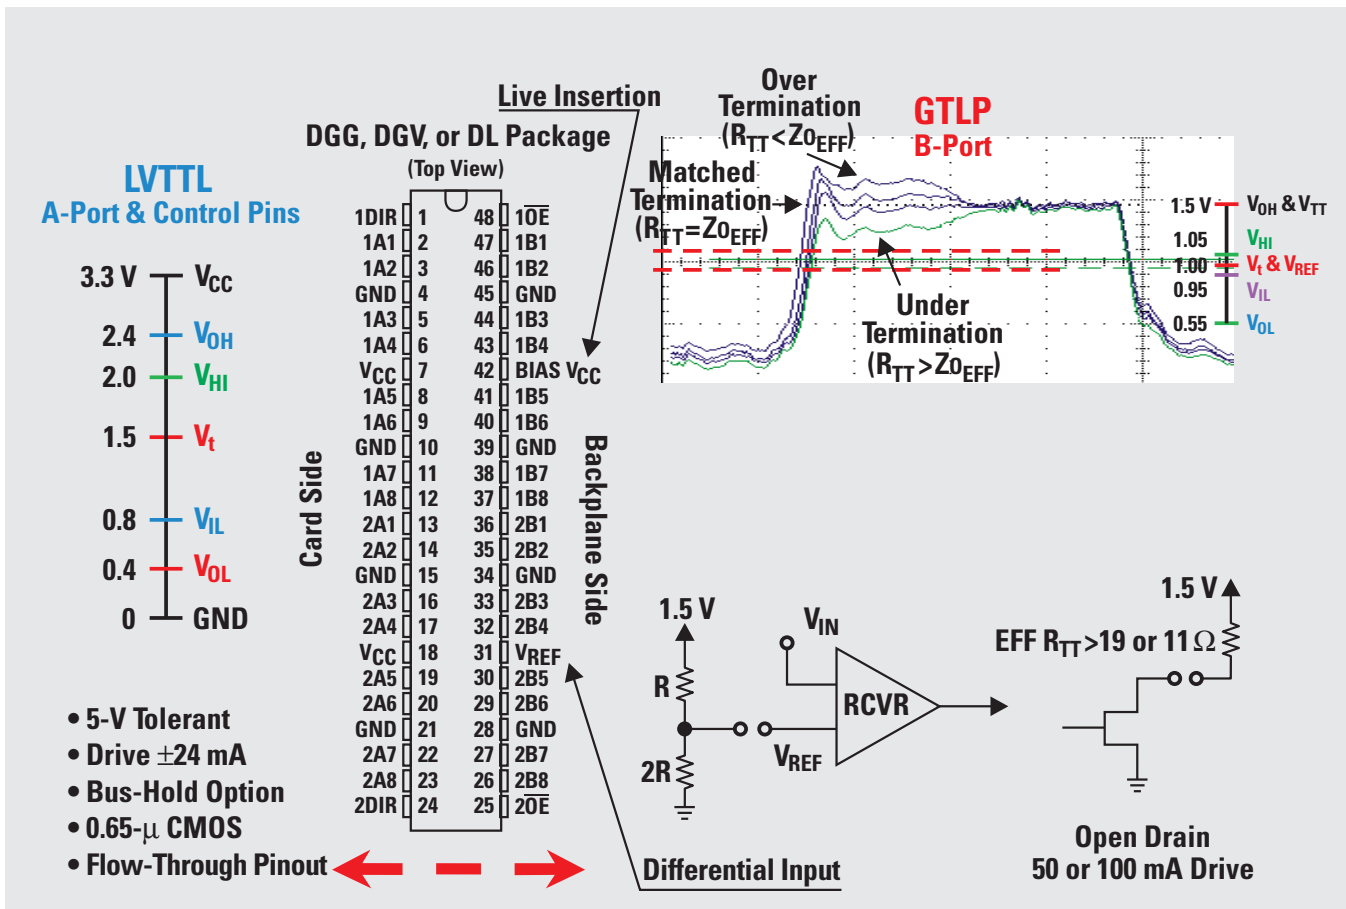 Live Insertion
DGG, DGV, or DL Package
(Top View)
LVTTL
A-Port & Control Pins
3.3 V VCC
2.4 VOH
2.0 VHI
1.5 Vt
0.8 VIL
0.4 VOL
0 GND
• 5-V Tolerant
• Drive ±24 mA
• Bus-Hold Option
• 0.65-μ CMOS
• Flow-Through Pinout
Card Side
1DIR 1 48 1OE
1A1 2 47 1B1
1A2 3 46 1B2
GND 4 45 GND
1A3 5 44 1B3
1A4 6 43 1B4
VCC 7 42 BIAS VCC
1A5 8 41 1B5
1A6 9 40 1B6
GND 10 39 GND
1A7 11 38 1B7
1A8 12 37 1B8
2A1 13 36 2B1
2A2 14 35 2B2
GND 15 34 GND
2A3 16 33 2B3
2A4 17 32 2B4
VCC 18 31 VREF
2A5 19 30 2B5
2A6 20 29 2B6
GND 21 28 GND
2A7 22 27 2B7
2A8 23 26 2B8
2DIR 24 25 2OE
Backplane Side
Differential Input
Over
Termination
(RTT<ZOEFF)
GTLP
B-Port
Matched
Termination
(RTT=ZOEFF)
Under
Termination
(RTT>ZOEFF)
1.5 V VOH & VTT
1.05 VHI
1.00 Vt & VREF
0.95 VIL
0.55 VOL
1.5 V
R
2R
VIN
VREF
RCVR
1.5 V
EFF RTT>19 or 11 Ω
Open Drain
50 or 100 mA Drive